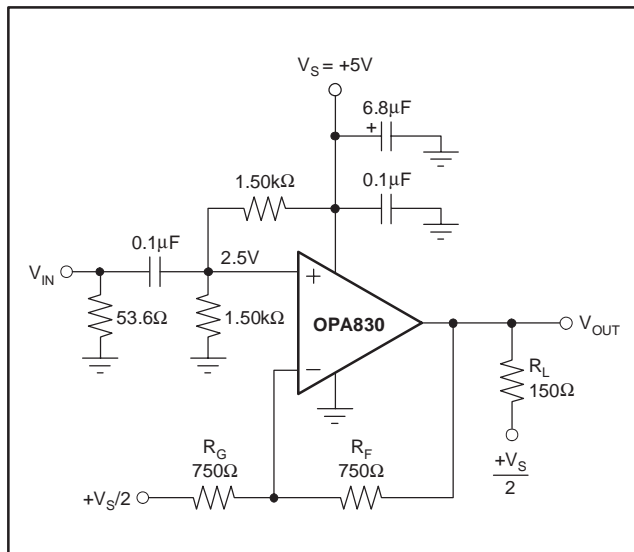 V_S = +5V
6.8µF
+
1.50kΩ
0.1µF
0.1µF
2.5V
V_IN
+
53.6Ω
1.50kΩ
OPA830
V_OUT
−
R_L
150Ω
R_G
750Ω
R_F
750Ω
+V_S/2
+V_S
2